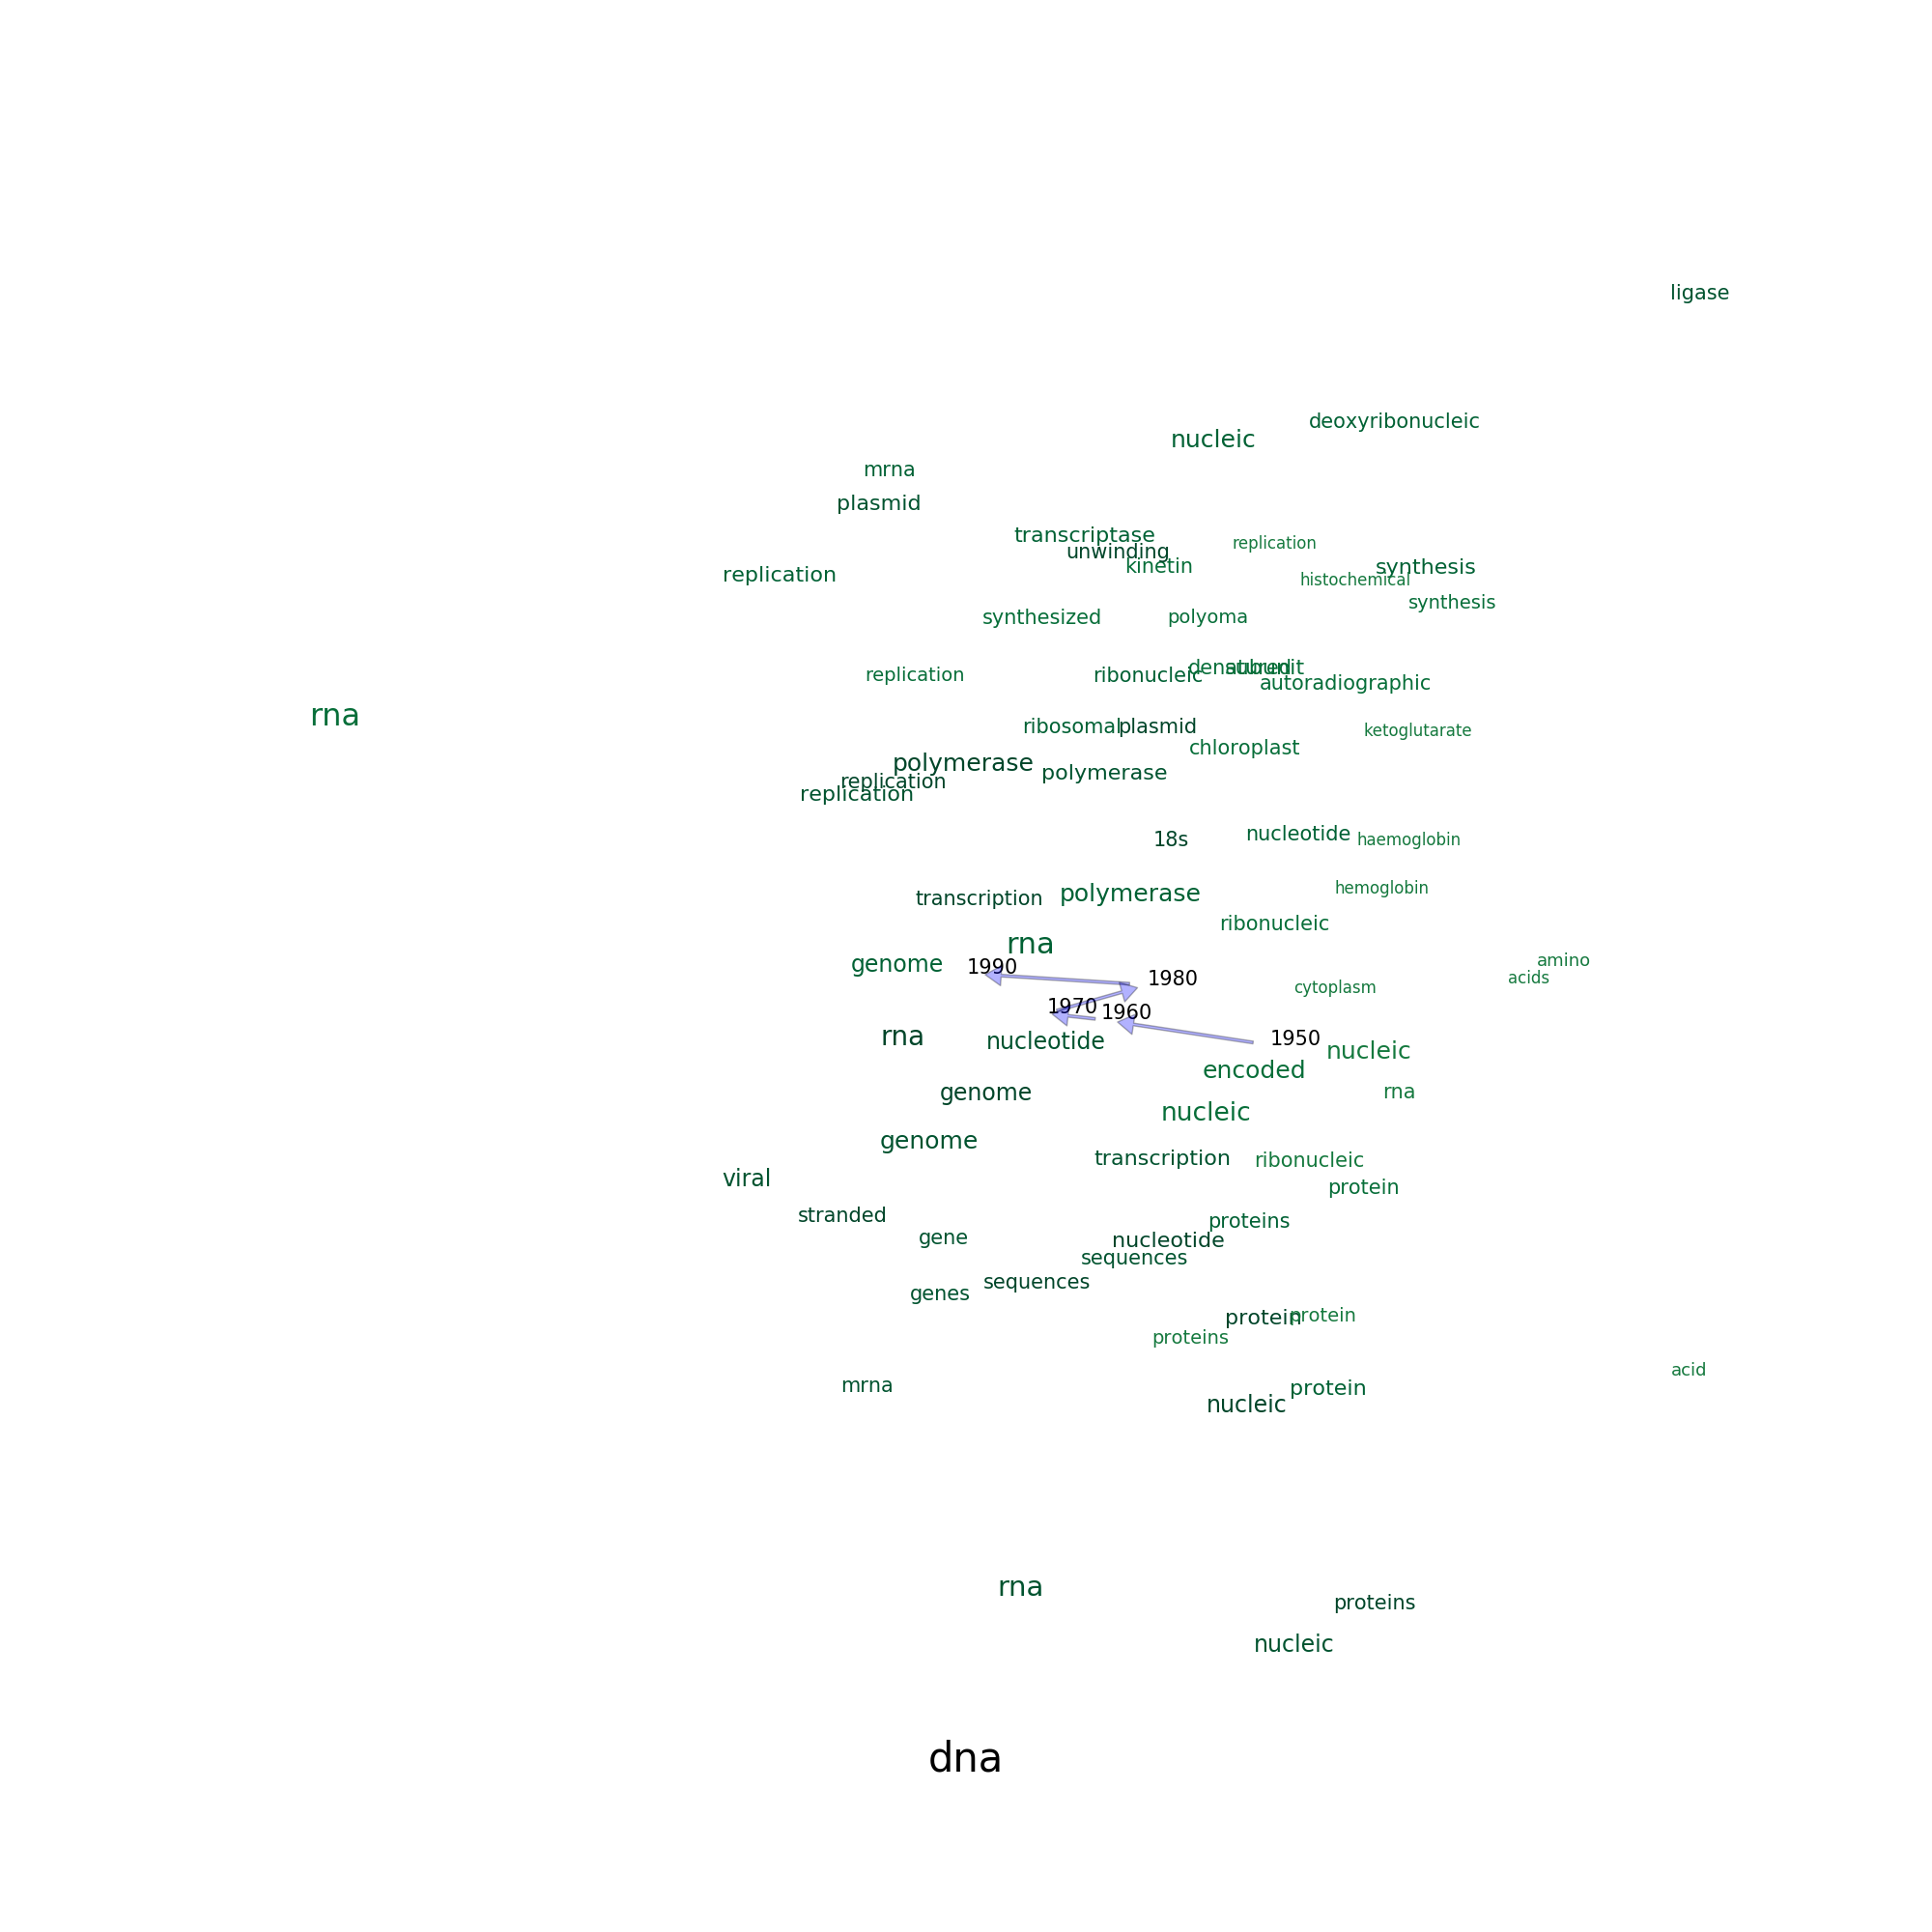 ligase
deoxyribonucleic
nucleic
mrna
plasmid
transcriptase
replication
unwinding
kinetin
synthesis
replication
histochemical
synthesis
synthesized
polyoma
denatured
subunit
replication
ribonucleic
autoradiographic
rna
ribosomal
plasmid
ketoglutarate
chloroplast
polymerase
polymerase
replication
replication
nucleotide
18s
haemoglobin
hemoglobin
transcription
polymerase
ribonucleic
rna
amino
genome
1990
1980
acids
cytoplasm
1970
1960
rna
nucleotide
1950
nucleic
encoded
genome
rna
nucleic
genome
transcription
ribonucleic
viral
protein
stranded
proteins
gene
nucleotide
sequences
sequences
genes
protein
protein
proteins
acid
mrna
protein
nucleic
rna
proteins
nucleic
dna